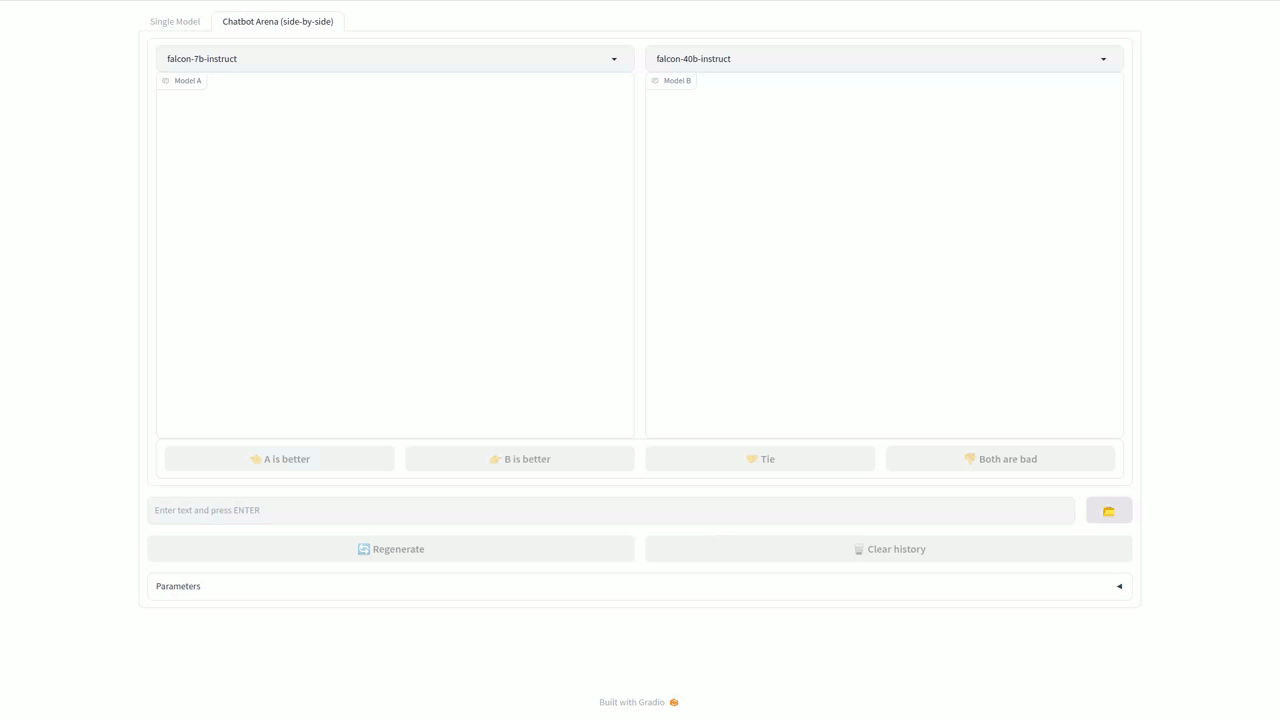 Single Model
Chatbot Arena (side-by-side)
falcon-7b-instruct
falcon-40b-instruct
Model A
Model B
👈 A is better
👉 B is better
🤝 Tie
👎 Both are bad
Enter text and press ENTER
🔄 Regenerate
🗑️ Clear history
Parameters
Built with Gradio